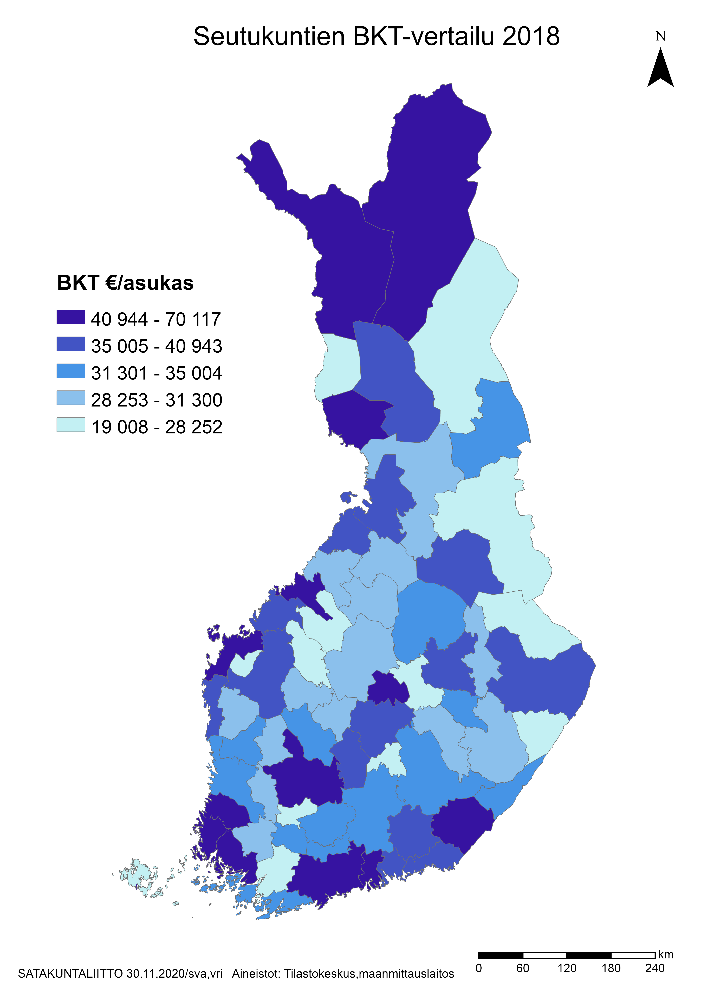 Seutukuntien BKT-vertailu 2018
N
BKT €/asukas
40 944 - 70 117
35 005 - 40 943
31 301 - 35 004
28 253 - 31 300
19 008 - 28 252
km
0 60 120 180 240
SATAKUNTALIITTO 30.11.2020/sva,vri Aineistot: Tilastokeskus,maanmittauslaitos